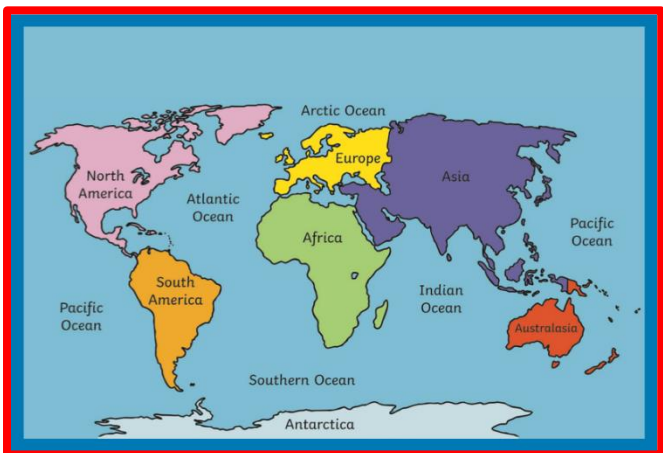 Arctic Ocean
Europe
North
America
Asia
Atlantic
Ocean
Pacific
Ocean
Africa
South
America
Indian
Ocean
Pacific
Ocean
Australasia
Southern Ocean
Antarctica